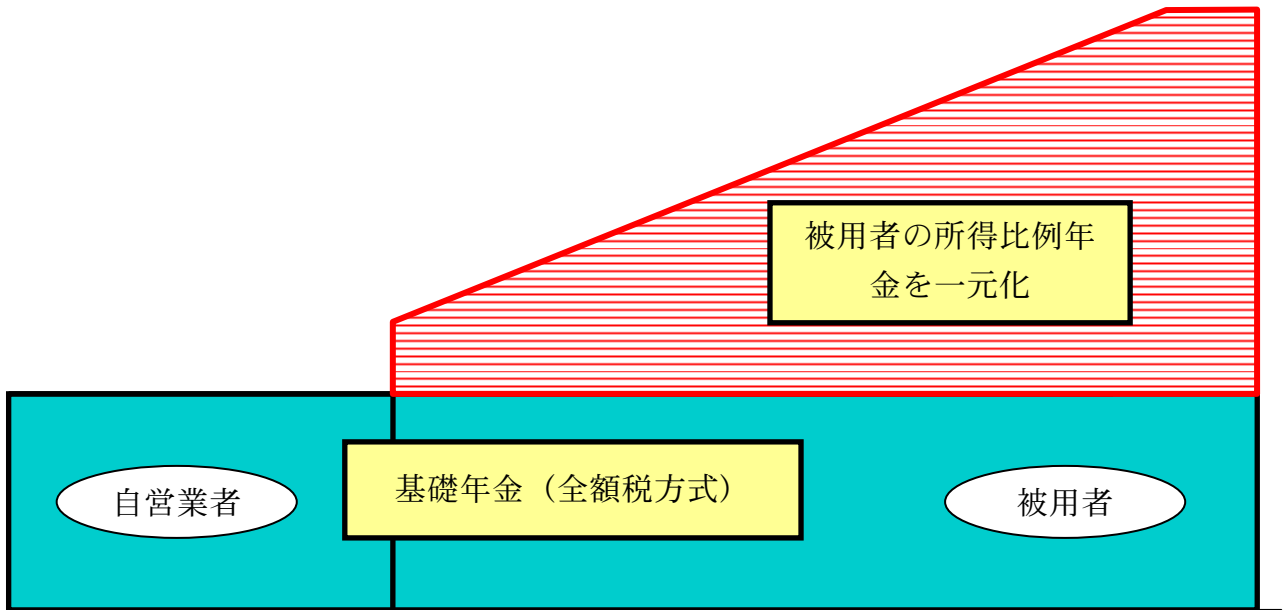 被用者の所得比例年
金を一元化
基礎年金（全額税方式）
自営業者
被用者